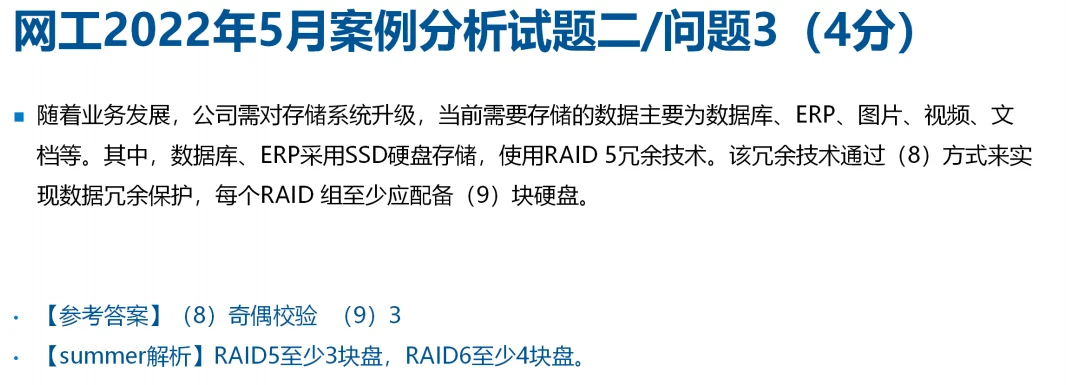 网工2022年5月案例分析试题二/问题3（4分）
■ 随着业务发展，公司需对存储系统升级，当前需要存储的数据主要为数据库、ERP、图片、视频、文
档等。其中，数据库、ERP采用SSD硬盘存储，使用RAID 5冗余技术。该冗余技术通过（8）方式来实
现数据冗余保护，每个RAID 组至少应配备（9）块硬盘。
• 【参考答案】（8）奇偶校验 （9）3
• 【summer解析】RAID5至少3块盘，RAID6至少4块盘。